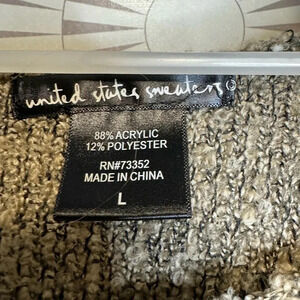 united states sweaters©
88% ACRYLIC
12% POLYESTER
RN#73352
MADE IN CHINA
L